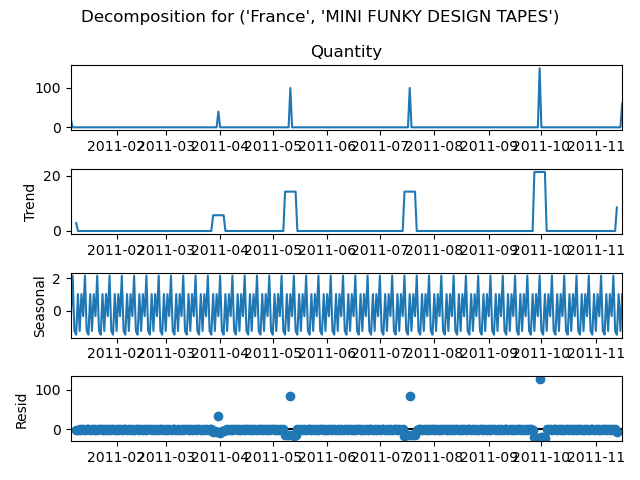 Decomposition for ('France', 'MINI FUNKY DESIGN TAPES')
Quantity
100
0
2011-02 2011-03 2011-04 2011-05 2011-06 2011-07 2011-08 2011-09 2011-10 2011-11
Trend
20
0
2011-02 2011-03 2011-04 2011-05 2011-06 2011-07 2011-08 2011-09 2011-10 2011-11
Seasonal
2
0
2011-02 2011-03 2011-04 2011-05 2011-06 2011-07 2011-08 2011-09 2011-10 2011-11
Resid
100
0
2011-02 2011-03 2011-04 2011-05 2011-06 2011-07 2011-08 2011-09 2011-10 2011-11